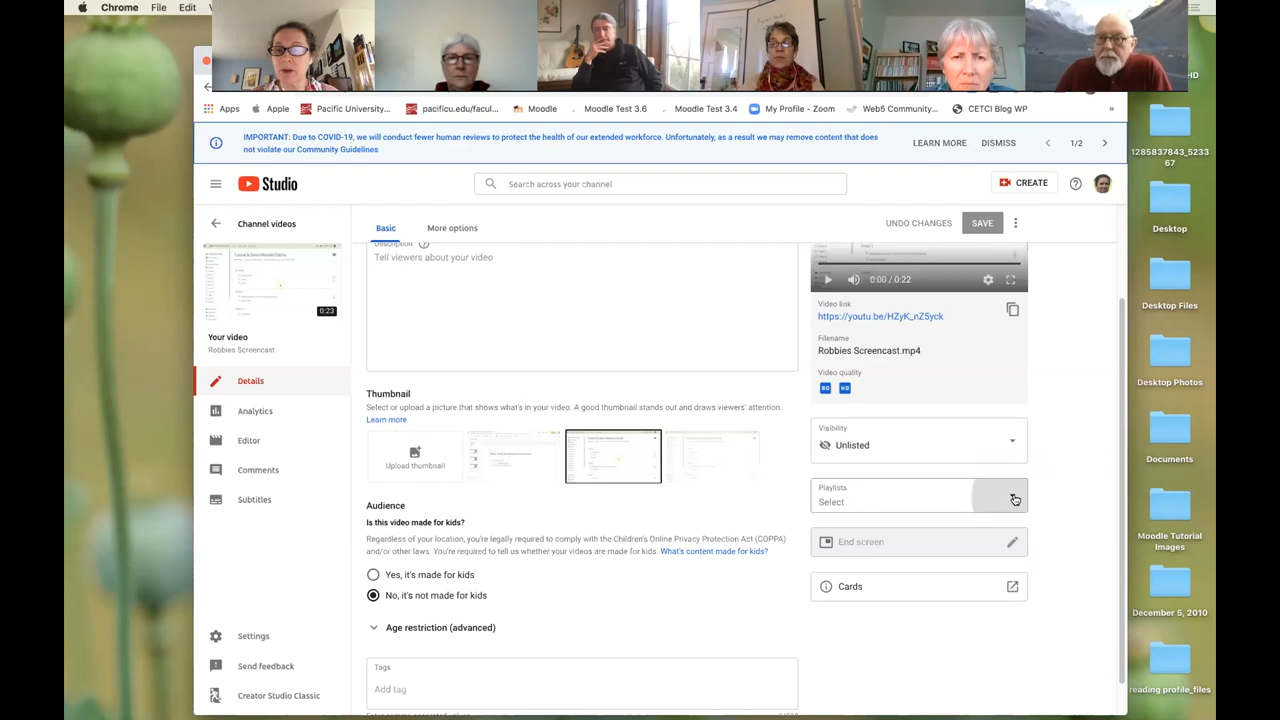 Chrome File Edit V
HD
Apps Apple Pacific University... pacificu.edu/facul... Moodle Moodle Test 3.6 Moodle Test 3.4 My Profile - Zoom Web5 Community... CETCI Blog WP »
IMPORTANT: Due to COVID-19, we will conduct fewer human reviews to protect the health of our extended workforce. Unfortunately, as a result we may remove content that does
not violate our Community Guidelines
LEARN MORE DISMISS 1/2
Studio
Search across your channel
CREATE
Channel videos
Basic More options
UNDO CHANGES SAVE
0:23
Your video
Robbies Screencast
Details
Analytics
Editor
Comments
Subtitles
Settings
Send feedback
Creator Studio Classic
Description
Tell viewers about your video
Thumbnail
Select or upload a picture that shows what's in your video. A good thumbnail stands out and draws viewers' attention.
Learn more
Upload thumbnail
Audience
Is this video made for kids?
Regardless of your location, you're legally required to comply with the Children's Online Privacy Protection Act (COPPA)
and/or other laws. You're required to tell us whether your videos are made for kids. What's content made for kids?
Yes, it's made for kids
No, it's not made for kids
Age restriction (advanced)
Tags
Add tag
0:00 / 0:22
Video link
https://youtu.be/HZyK_nZ5yck
Filename
Robbies Screencast.mp4
Video quality
SD HD
Visibility
Unlisted
Playlists
Select
End screen
Cards
1285837843_5233
67
Desktop
Desktop Files
Desktop Photos
Documents
Moodle Tutorial
Images
December 5, 2010
reading profile_files